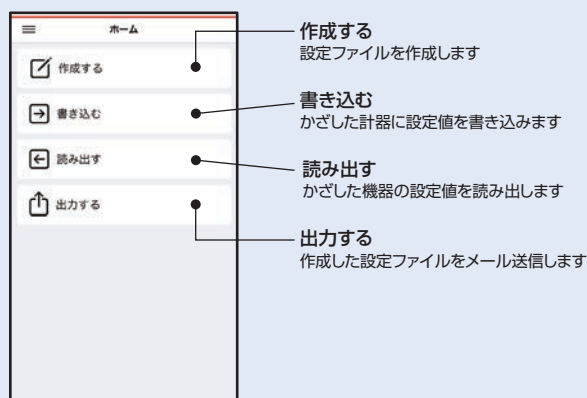 ホーム
作成する
書き込む
読み出す
出力する
作成する
設定ファイルを作成します
書き込む
かざした計器に設定値を書き込みます
読み出す
かざした機器の設定値を読み出します
出力する
作成した設定ファイルをメール送信します